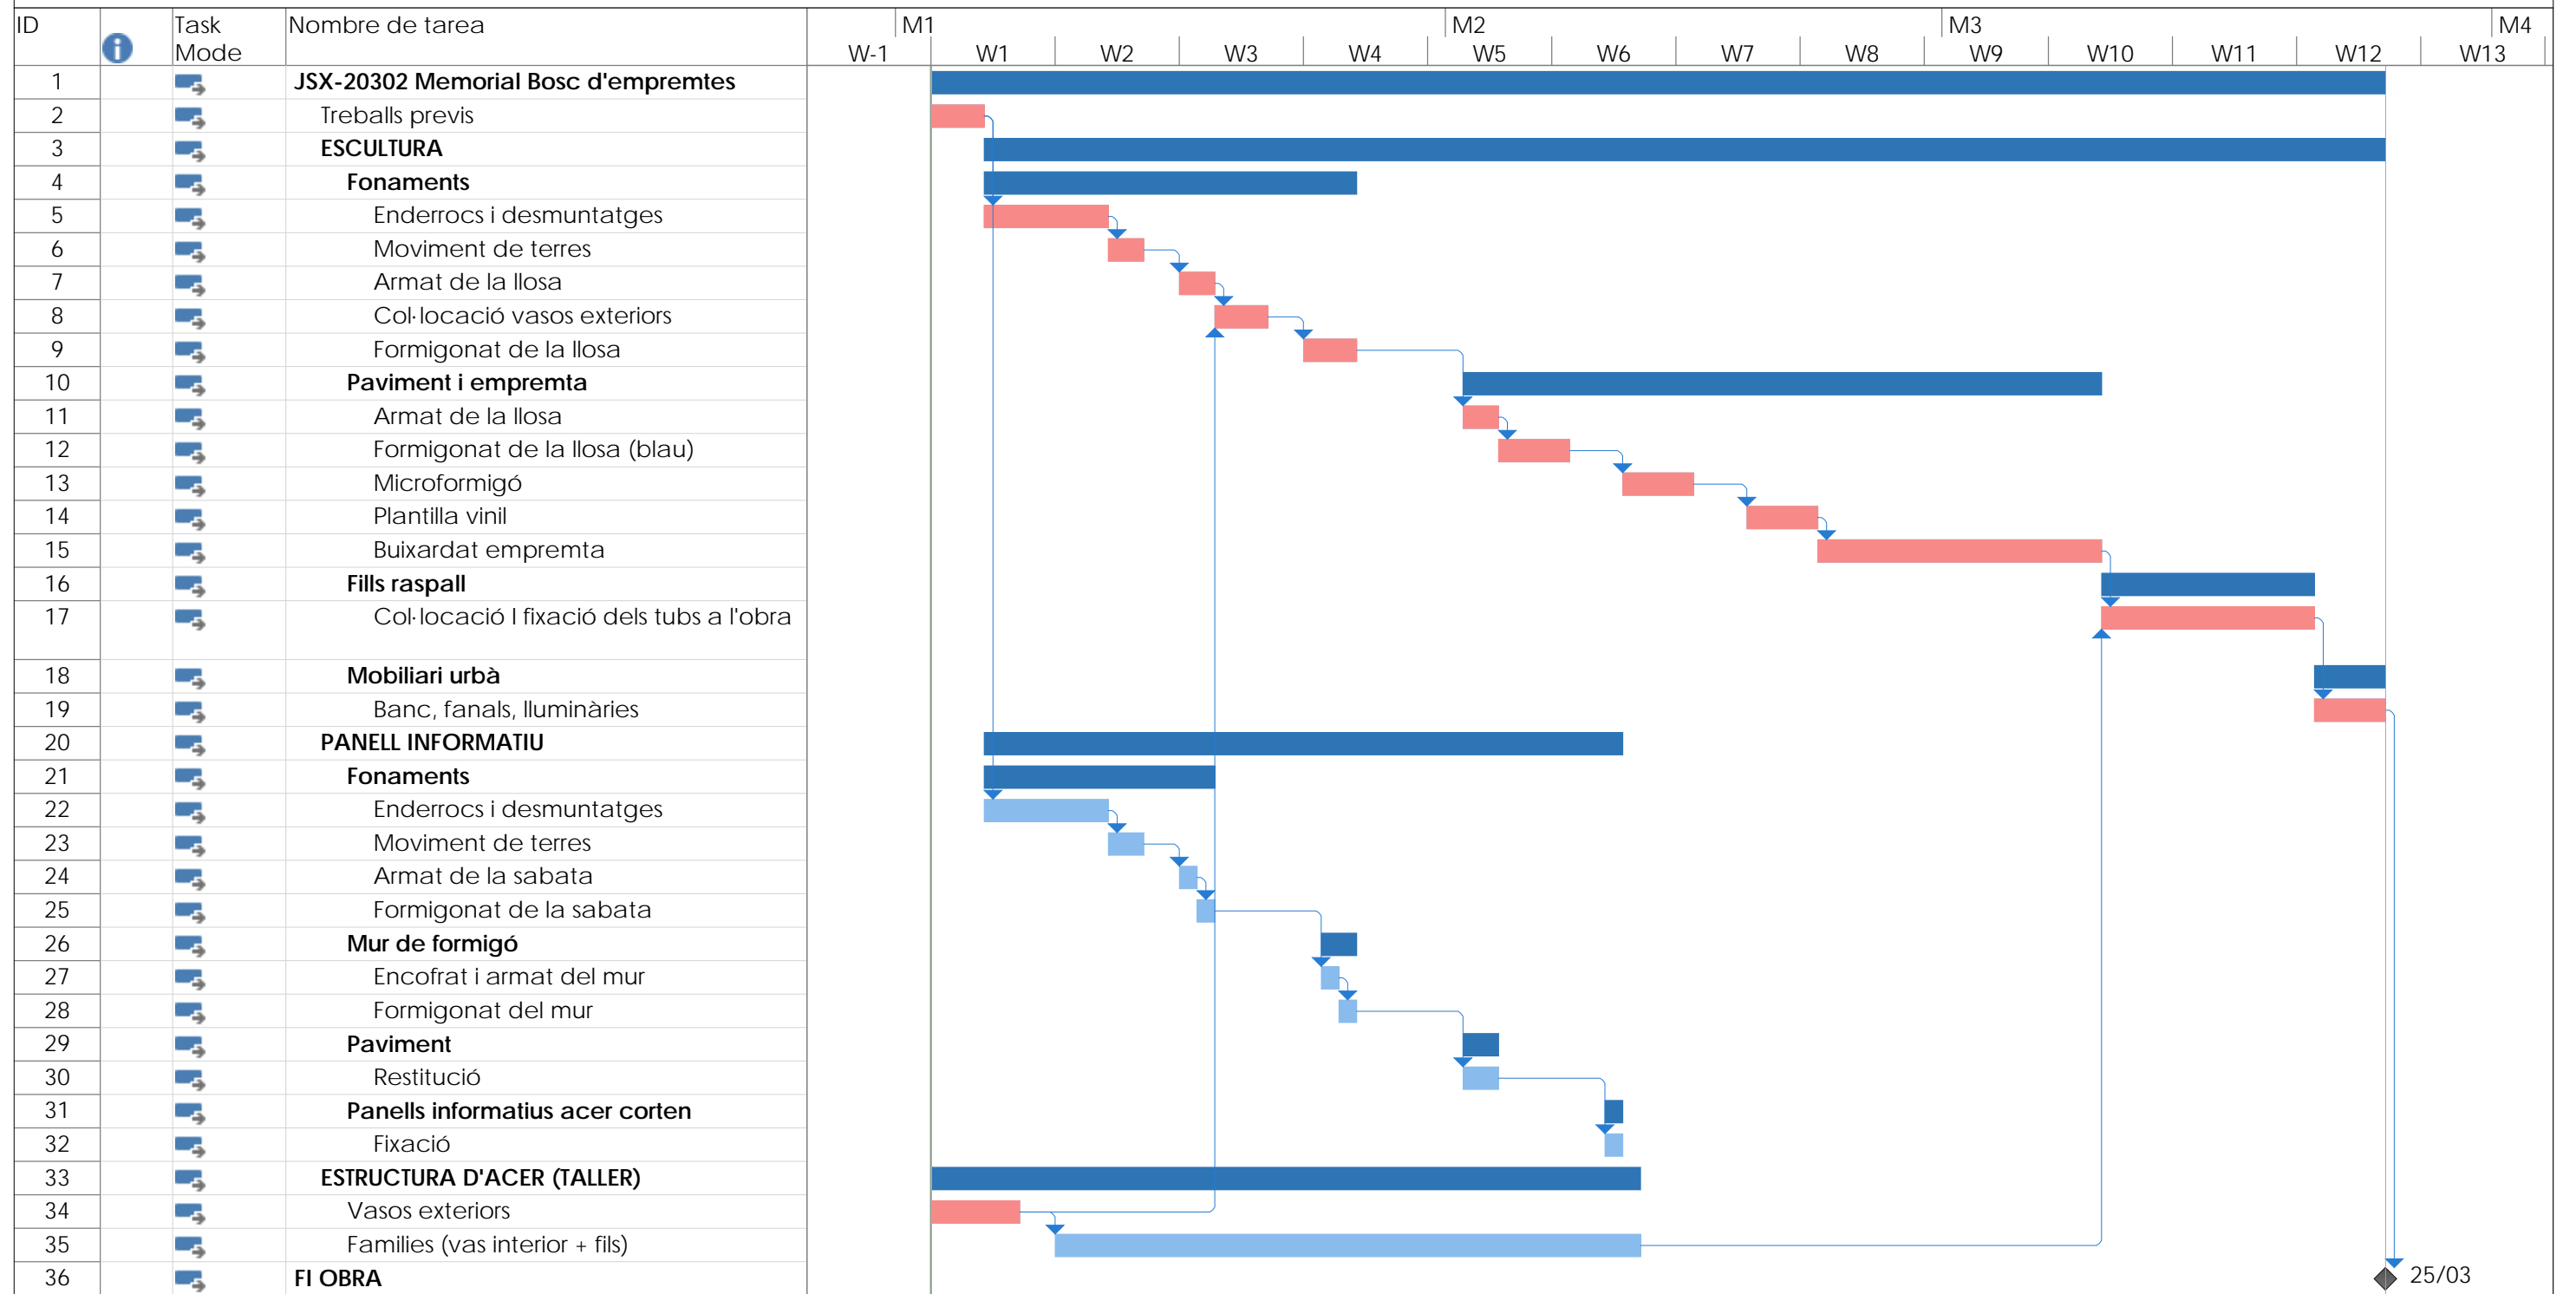 ID Task Mode Nombre de tarea M1 M2 M3 M4
W-1 W1 W2 W3 W4 W5 W6 W7 W8 W9 W10 W11 W12 W13
1 JSX-20302 Memorial Bosc d'empremtes
2 Treballs previs
3 ESCULTURA
4 Fonaments
5 Enderrocs i desmuntatges
6 Moviment de terres
7 Armat de la llosa
8 Col·locació vasos exteriors
9 Formigonat de la llosa
10 Paviment i empremta
11 Armat de la llosa
12 Formigonat de la llosa (blau)
13 Microformigó
14 Plantilla vinil
15 Buixardat empremta
16 Fills raspall
17 Col·locació I fixació dels tubs a l'obra
18 Mobiliari urbà
19 Banc, fanals, lluminàries
20 PANELL INFORMATIU
21 Fonaments
22 Enderrocs i desmuntatges
23 Moviment de terres
24 Armat de la sabata
25 Formigonat de la sabata
26 Mur de formigó
27 Encofrat i armat del mur
28 Formigonat del mur
29 Paviment
30 Restitució
31 Panells informatius acer corten
32 Fixació
33 ESTRUCTURA D'ACER (TALLER)
34 Vasos exteriors
35 Families (vas interior + fils)
36 FI OBRA 25/03